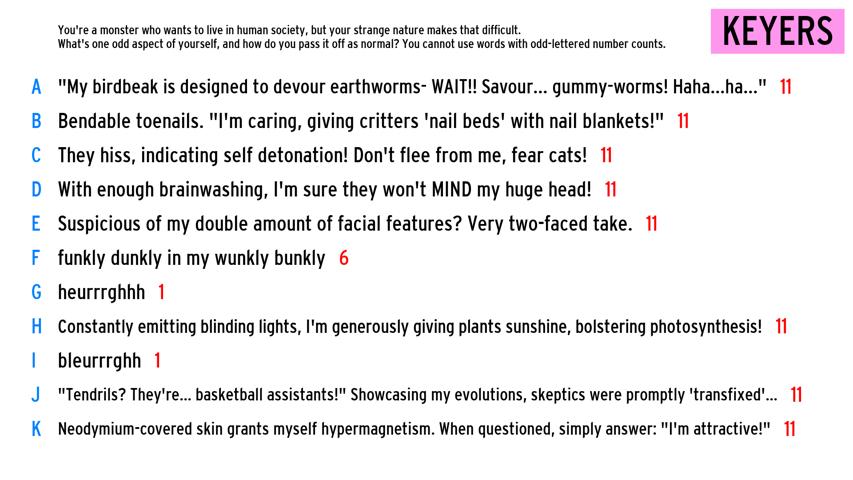 You're a monster who wants to live in human society, but your strange nature makes that difficult.
What's one odd aspect of yourself, and how do you pass it off as normal? You cannot use words with odd-lettered number counts.
KEYERS
A "My birdbeak is designed to devour earthworms- WAIT!! Savour... gummy-worms! Haha...ha..." 11
B Bendable toenails. "I'm caring, giving critters 'nail beds' with nail blankets!" 11
C They hiss, indicating self detonation! Don't flee from me, fear cats! 11
D With enough brainwashing, I'm sure they won't MIND my huge head! 11
E Suspicious of my double amount of facial features? Very two-faced take. 11
F funkly dunkly in my wunkly bunkly 6
G heurrrghhh 1
H Constantly emitting blinding lights, I'm generously giving plants sunshine, bolstering photosynthesis! 11
I bleurrrghh 1
J "Tendrils? They're... basketball assistants!" Showcasing my evolutions, skeptics were promptly 'transfixed'... 11
K Neodymium-covered skin grants myself hypermagnetism. When questioned, simply answer: "I'm attractive!" 11